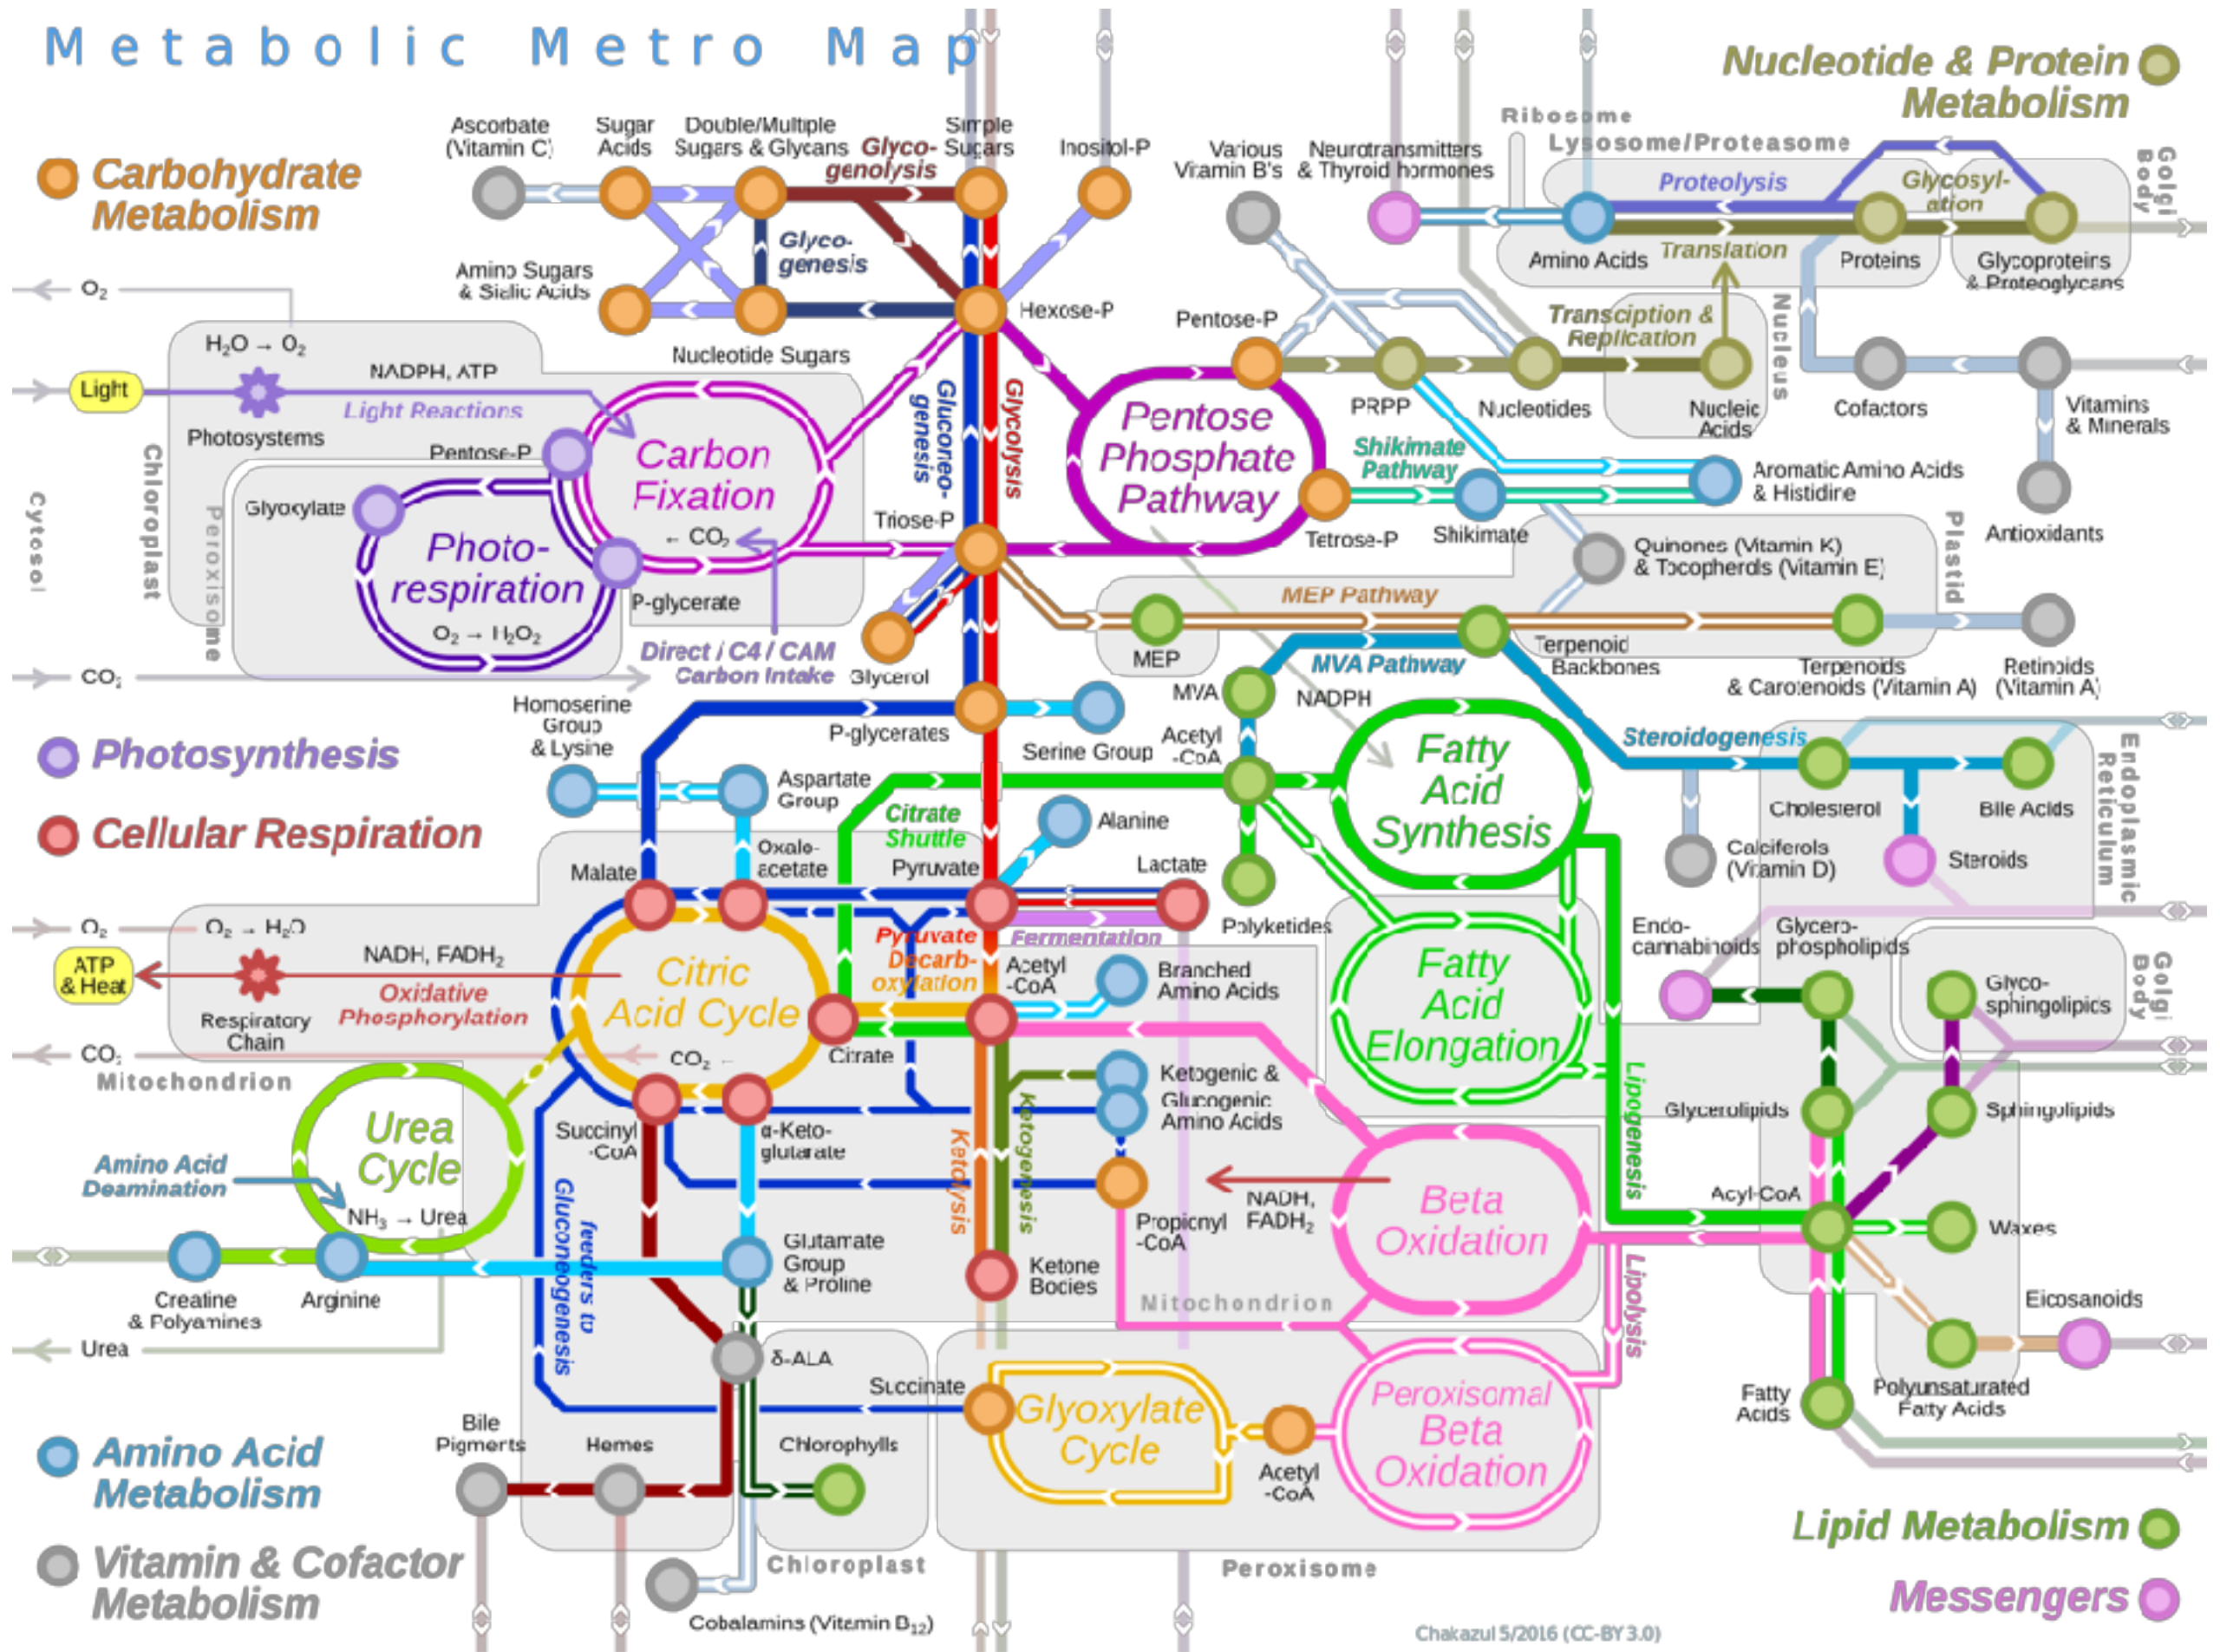 Metabolic Metro Map
Nucleotide & Protein
Metabolism
Carbohydrate
Metabolism
Ascorbate
(Vitamin C)
Sugar
Acids
Double/Multiple
Sugars & Glycans
Glyco-
genolysis
Simple
Sugars
Inositol-P
Various
Vitamin B's
Neurotransmitters
& Thyroid hormones
Ribosome
Lysosome/Proteasome
Golgi
Body
Proteolysis
Glycosyl-
ation
Translation
Amino Acids
Proteins
Glycoproteins
& Proteoglycans
Glyco-
genesis
Amino Sugars
& Sialic Acids
Nucleotide Sugars
Hexose-P
Pentose-P
Transciption &
Replication
Nucleus
PRPP
Nucleotides
Nucleic
Acids
Cofactors
Vitamins
& Minerals
Antioxidants
O₂
H₂O → O₂
Light
NADPH, ATP
Light Reactions
Photosystems
Pentose-P
Carbon
Fixation
← CO₂
Glyoxylate
Photo-
respiration
O₂ → H₂O₂
P-glycerate
Direct / C4 / CAM
Carbon Intake
Cytosol
Chloroplast
Peroxisome
CO₂
Gluconeo-
genesis
Glycolysis
Triose-P
Glycerol
Pentose
Phosphate
Pathway
Shikimate
Pathway
Tetrose-P
Shikimate
Aromatic Amino Acids
& Histidine
Quinones (Vitamin K)
& Tocopherols (Vitamin E)
Plastid
MEP Pathway
MEP
MVA Pathway
Terpenoid
Backbones
Terpenoids
& Carotenoids (Vitamin A)
Retinoids
(Vitamin A)
MVA
NADPH
Acetyl
-CoA
Photosynthesis
Cellular Respiration
Homoserine
Group
& Lysine
Aspartate
Group
P-glycerates
Serine Group
Citrate
Shuttle
Alanine
Malate
Oxalo-
acetate
Pyruvate
Lactate
Polyketides
Fatty
Acid
Synthesis
Steroidogenesis
Cholesterol
Bile Acids
Endoplasmic
Reticulum
Calciferols
(Vitamin D)
Steroids
O₂
O₂ → H₂O
ATP
& Heat
NADH, FADH₂
Oxidative
Phosphorylation
Respiratory
Chain
CO₂
Mitochondrion
Citric
Acid Cycle
CO₂ ←
Citrate
Pyruvate
Decarb-
oxylation
Fermentation
Acetyl
-CoA
Branched
Amino Acids
Ketogenic &
Glucogenic
Amino Acids
Fatty
Acid
Elongation
Endo-
cannabinoids
Glycero-
phospholipids
Glyco-
sphingolipids
Golgi
Body
Glycerolipids
Sphingolipids
Lipogenesis
Urea
Cycle
Amino Acid
Deamination
NH₃ → Urea
Succinyl
-CoA
α-Keto-
glutarate
Ketolysis
Ketogenesis
Propionyl
-CoA
NADH,
FADH₂
Beta
Oxidation
Acyl-CoA
Waxes
Lipolysis
Creatine
& Polyamines
Arginine
Urea
feeders to
Gluconeogenesis
Glutamate
Group
& Proline
Ketone
Bodies
Mitochondrion
Eicosanoids
δ-ALA
Succinate
Glyoxylate
Cycle
Acetyl
-CoA
Peroxisomal
Beta
Oxidation
Fatty
Acids
Polyunsaturated
Fatty Acids
Amino Acid
Metabolism
Bile
Pigments
Hemes
Chlorophylls
Chloroplast
Peroxisome
Vitamin & Cofactor
Metabolism
Cobalamins (Vitamin B₁₂)
Lipid Metabolism
Messengers
Chakazul 5/2016 (CC-BY 3.0)